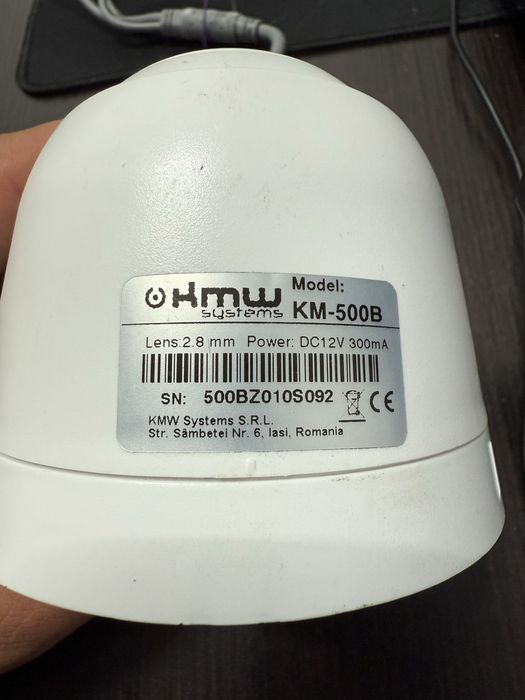 kmw Model:
systems KM-500B
Lens:2.8 mm Power: DC12V 300mA
SN: 500BZ010S092 CE
KMW Systems S.R.L.
Str. Sâmbetei Nr. 6, Iasi, Romania